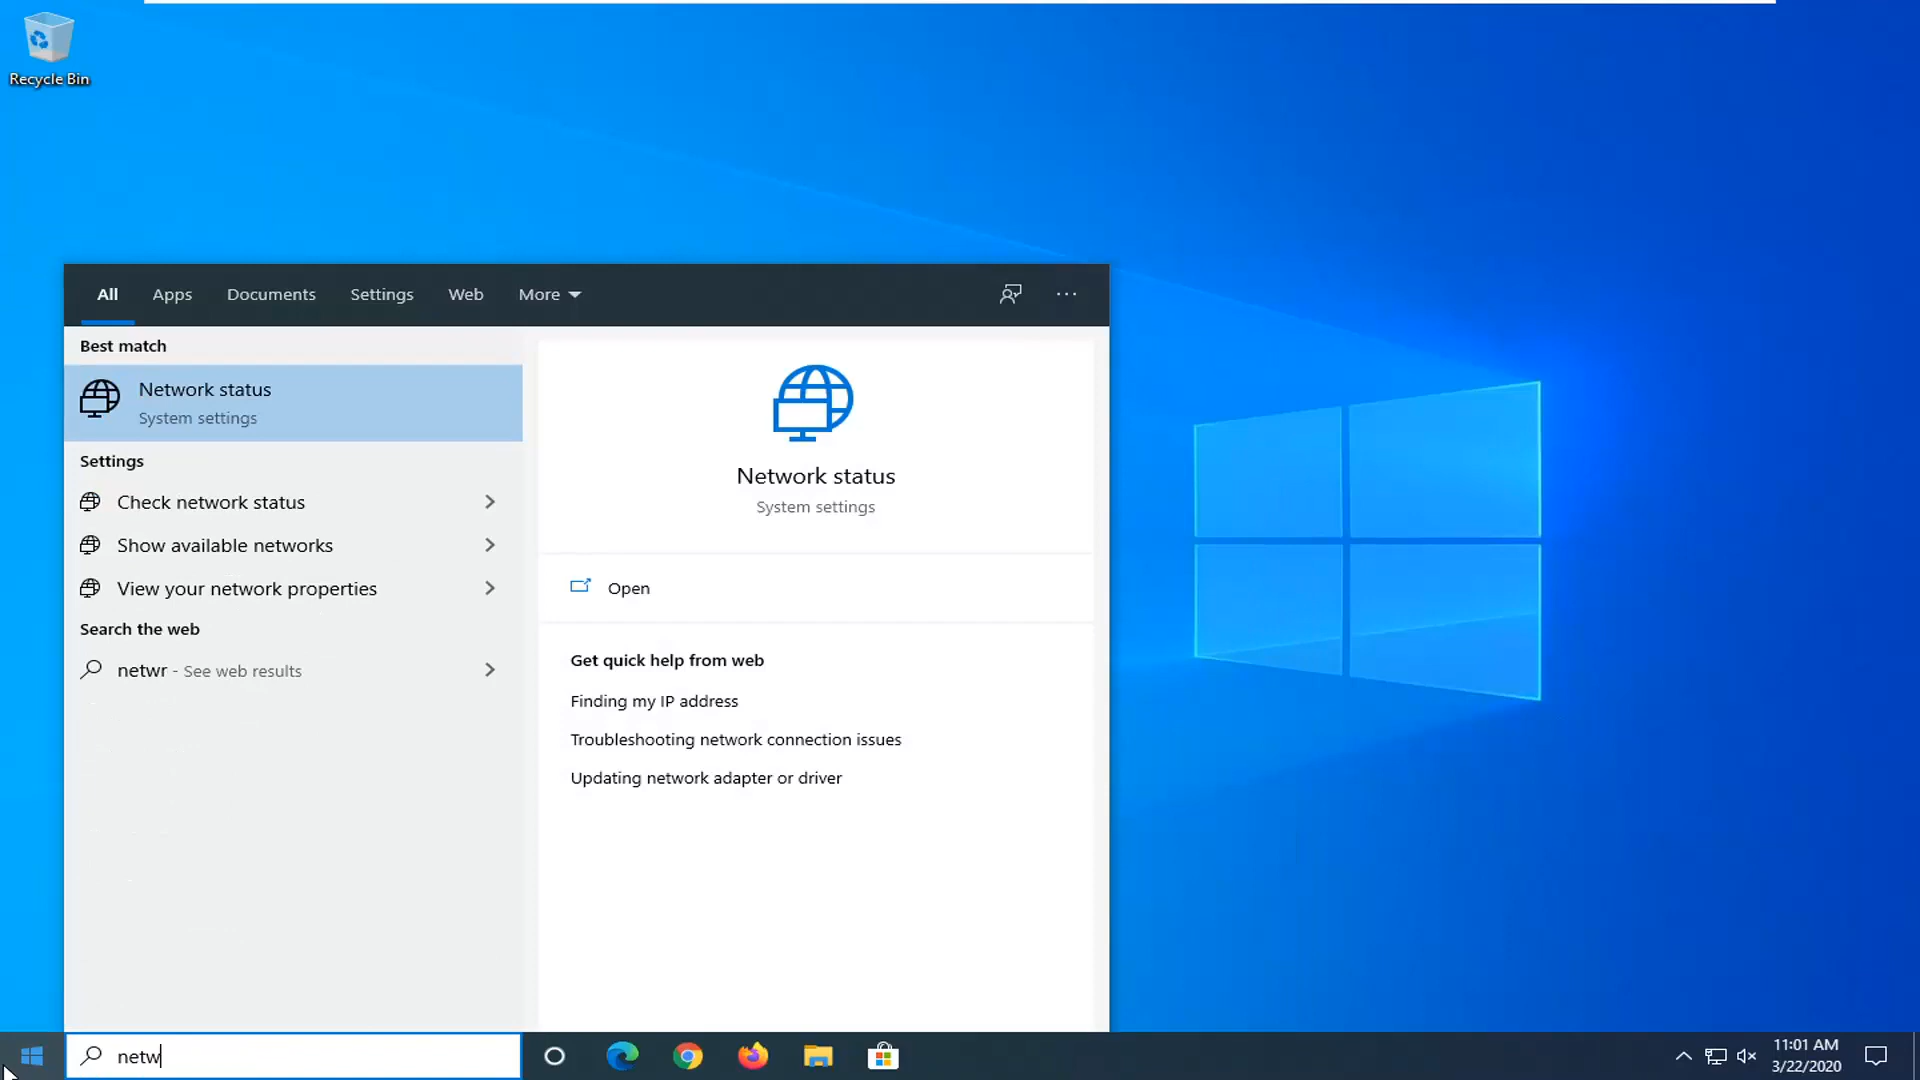 Recycle Bin
All Apps Documents Settings Web More
Best match
Network status
System settings
Settings
Check network status
Show available networks
View your network properties
Search the web
netwr - See web results
Network status
System settings
Open
Get quick help from web
Finding my IP address
Troubleshooting network connection issues
Updating network adapter or driver
netw
11:01 AM
3/22/2020